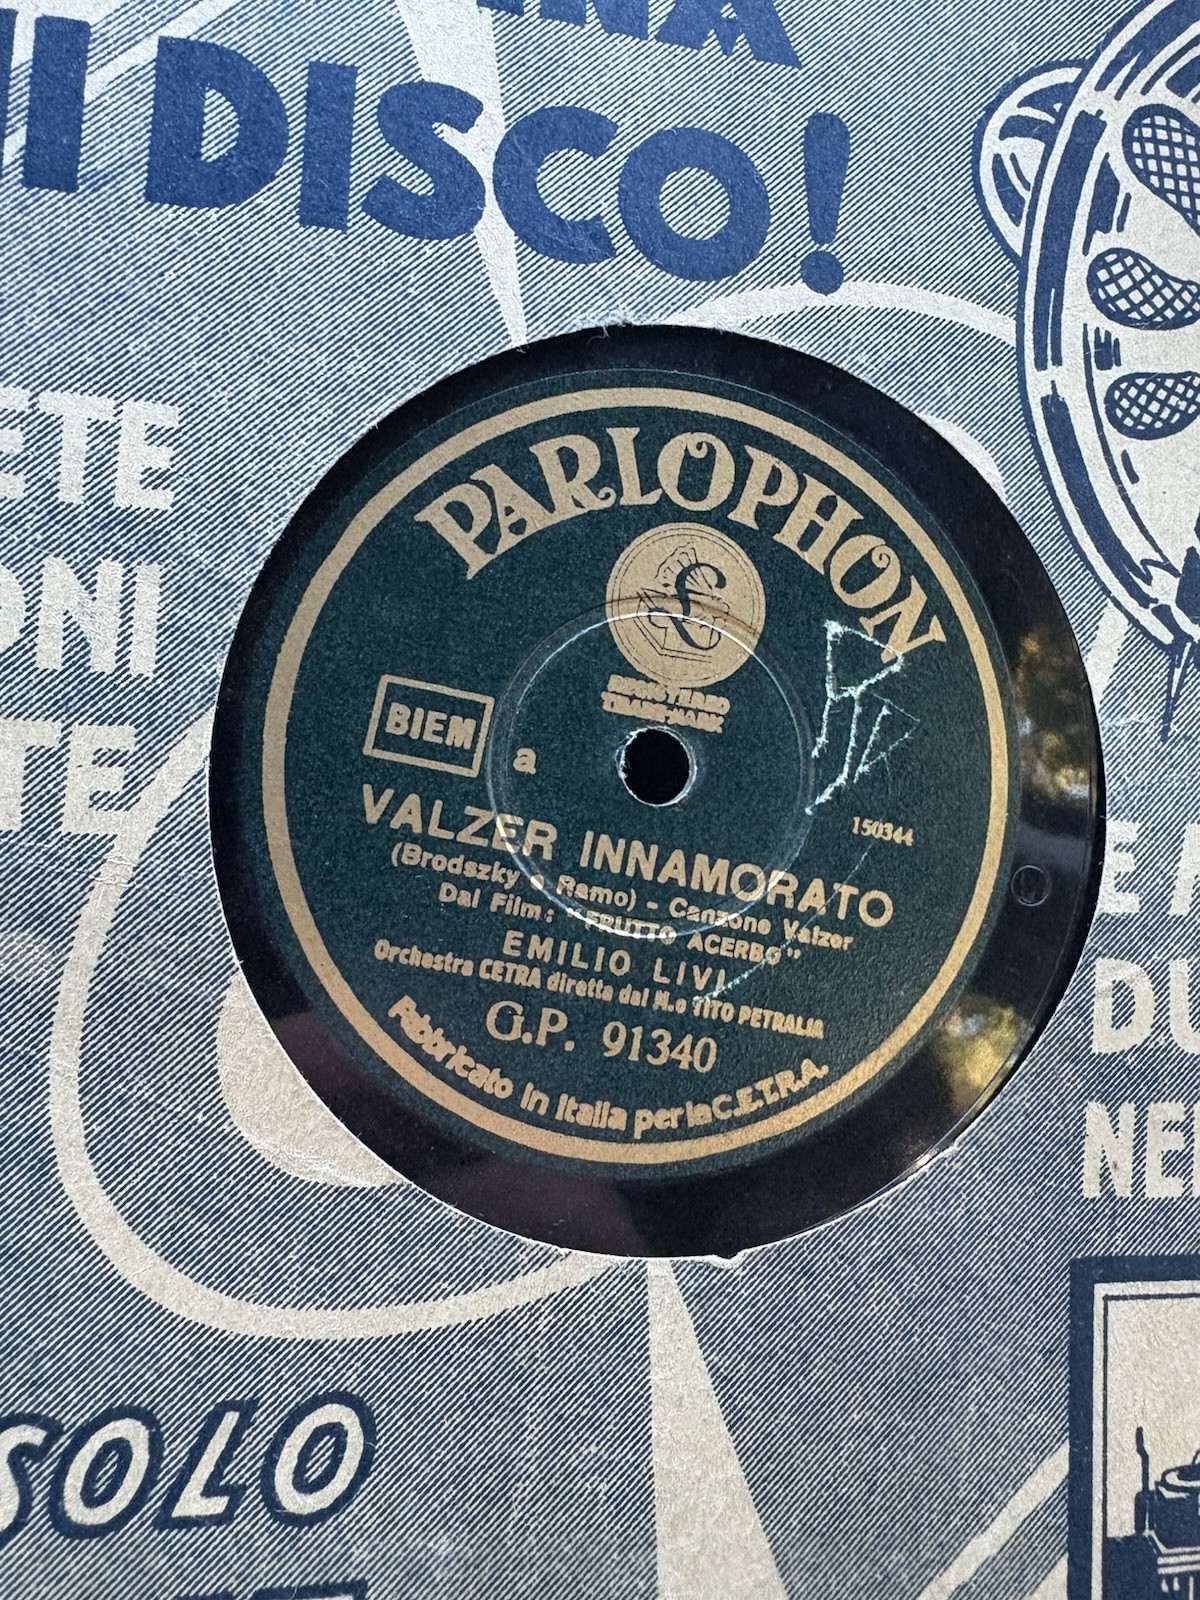 DISCO!
PARLOPHON
REGISTERED
TRADE-MARK
BIEM
a
150344
VALZER INNAMORATO
(Brodszky e Ramo) - Canzone Valzer
Dal Film: "FRUTTO ACERBO"
EMILIO LIVI
Orchestra CETRA diretta dal M.o TITO PETRALIA
G.P. 91340
Fabbricato in Italia per la C.E.T.R.A.
SOLO